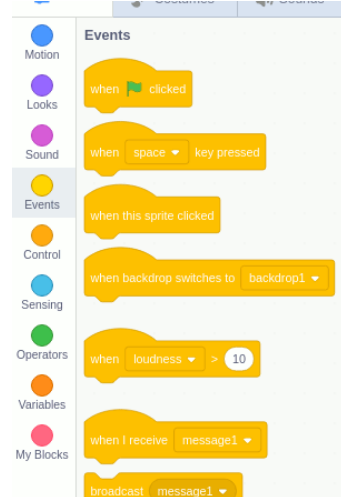 Costumes
Sounds
Motion
Looks
Sound
Events
Control
Sensing
Operators
Variables
My Blocks
Events
when clicked
when space key pressed
when this sprite clicked
when backdrop switches to backdrop1
when loudness > 10
when I receive message1
broadcast message1